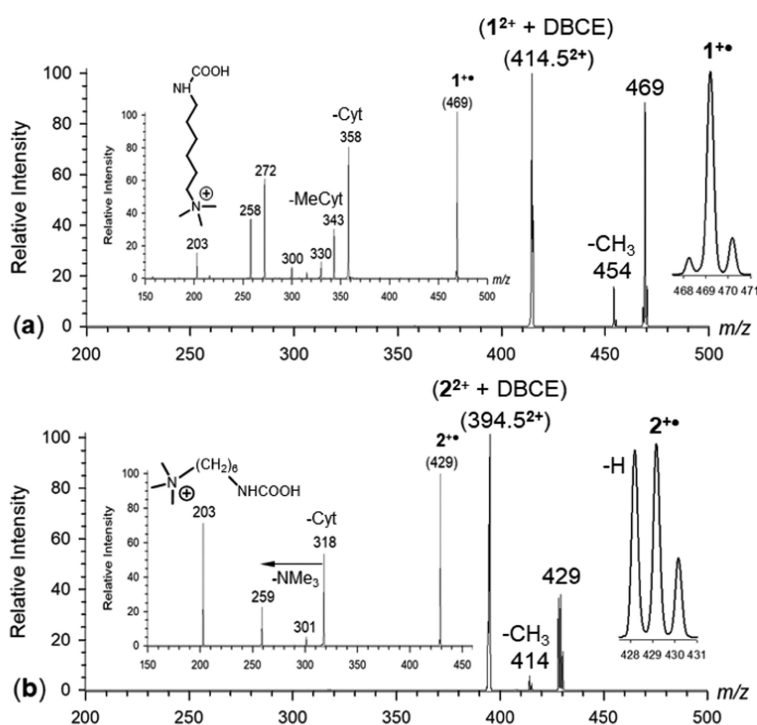 (1²⁺ + DBCE)
(414.5²⁺)
1⁺•
(469)
469
1⁺•
-CH₃
454
468 469 470 471
Relative Intensity
100
80
60
40
20
0
COOH
NH
N
⊕
203
258
272
300
-MeCyt
330
343
-Cyt
358
Relative Intensity
100
80
60
40
20
0
150 200 250 300 350 400 450 500
m/z
(a)
200 250 300 350 400 450 500
m/z
(2²⁺ + DBCE)
(394.5²⁺)
2⁺•
(429)
429
-H
2⁺•
-CH₃
414
428 429 430 431
Relative Intensity
100
80
60
40
20
0
N
⊕
(CH₂)₆
NHCOOH
203
259
301
-Cyt
318
-NMe₃
Relative Intensity
100
80
60
40
20
0
150 200 250 300 350 400 450
m/z
(b)
200 250 300 350 400 450 500
m/z